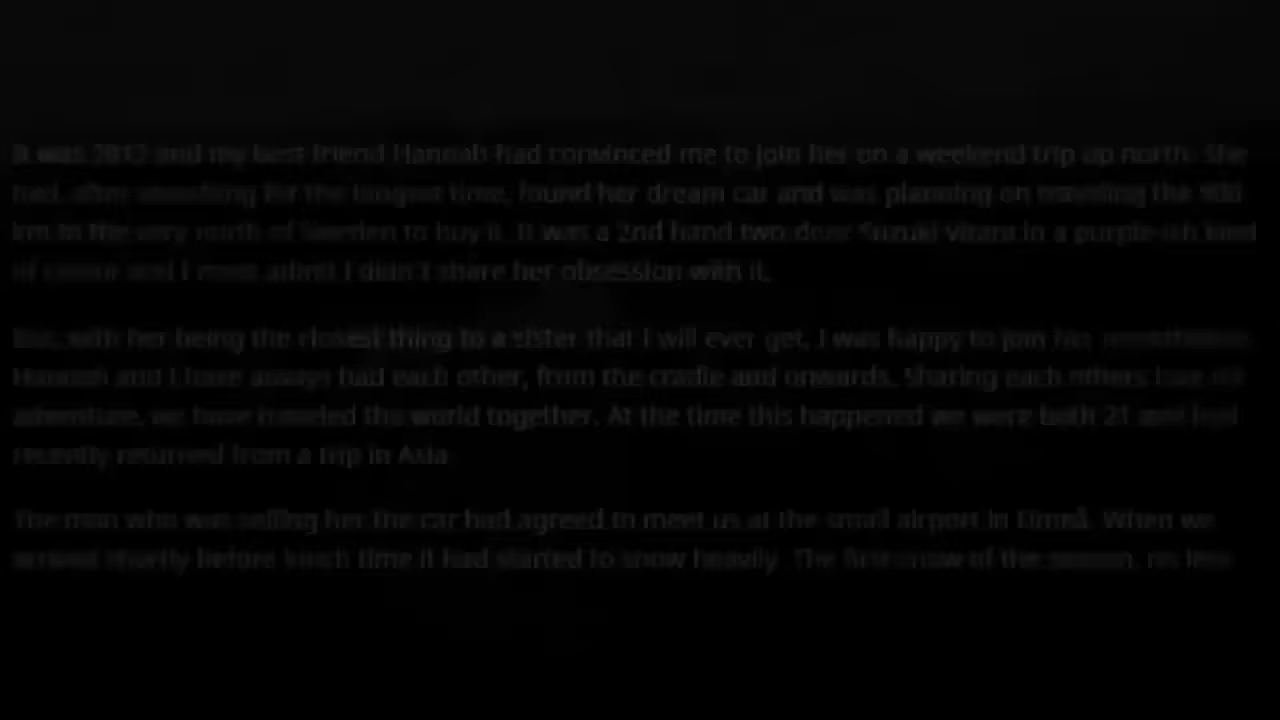 It was 2012 and my best friend Hannah had convinced me to join her on a weekend trip up north. She
had, after searching for the longest time, found her dream car and was planning on traveling the 900
km to the very north of Sweden to buy it. It was a 2nd hand two door Suzuki Vitara in a purple-ish kind
of colour and I must admit I didn't share her obsession with it.
But, with her being the closest thing to a sister that I will ever get, I was happy to join her
Hannah and I have always had each other, from the cradle and onwards. Sharing each others love for
adventure, we have traveled the world together. At the time this happened we were both 21 and had
recently returned from a trip in Asia.
The man who was selling her the car had agreed to meet us at the small airport in Umeå. When we
arrived shortly before lunch time it had started to snow heavily. The first snow of the season, no less.